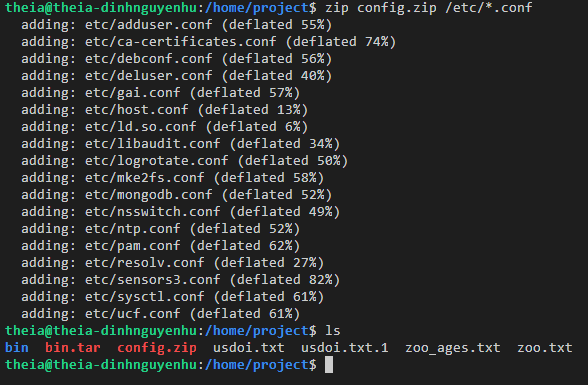 theia@theia-dinhnguyenhu:/home/project$ zip config.zip /etc/*.conf
  adding: etc/adduser.conf (deflated 55%)
  adding: etc/ca-certificates.conf (deflated 74%)
  adding: etc/debconf.conf (deflated 56%)
  adding: etc/deluser.conf (deflated 40%)
  adding: etc/gai.conf (deflated 57%)
  adding: etc/host.conf (deflated 13%)
  adding: etc/ld.so.conf (deflated 6%)
  adding: etc/libaudit.conf (deflated 34%)
  adding: etc/logrotate.conf (deflated 50%)
  adding: etc/mke2fs.conf (deflated 58%)
  adding: etc/mongodb.conf (deflated 52%)
  adding: etc/nsswitch.conf (deflated 49%)
  adding: etc/ntp.conf (deflated 52%)
  adding: etc/pam.conf (deflated 62%)
  adding: etc/resolv.conf (deflated 27%)
  adding: etc/sensors3.conf (deflated 82%)
  adding: etc/sysctl.conf (deflated 61%)
  adding: etc/ucf.conf (deflated 61%)
theia@theia-dinhnguyenhu:/home/project$ ls
bin  bin.tar  config.zip  usdoi.txt  usdoi.txt.1  zoo_ages.txt  zoo.txt
theia@theia-dinhnguyenhu:/home/project$